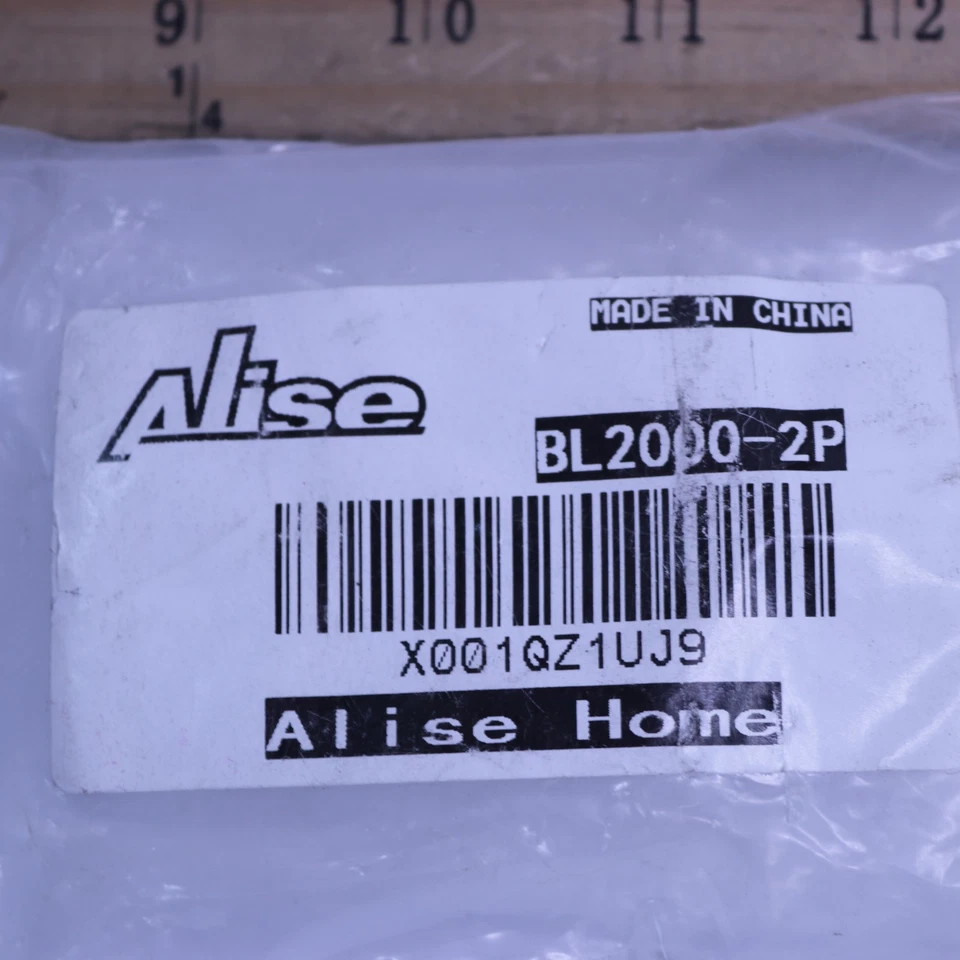 9 10 11 12
1
4
MADE IN CHINA
Alise
BL2000-2P
X001QZ1UJ9
Alise Home